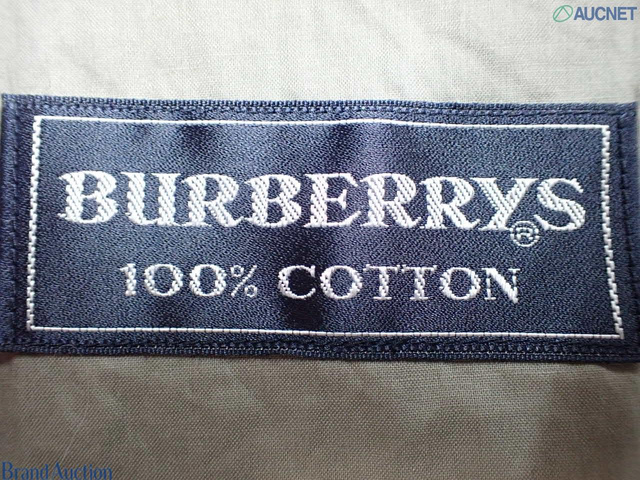 AUCNET
BURBERRYS
®
100% COTTON
Brand Auction